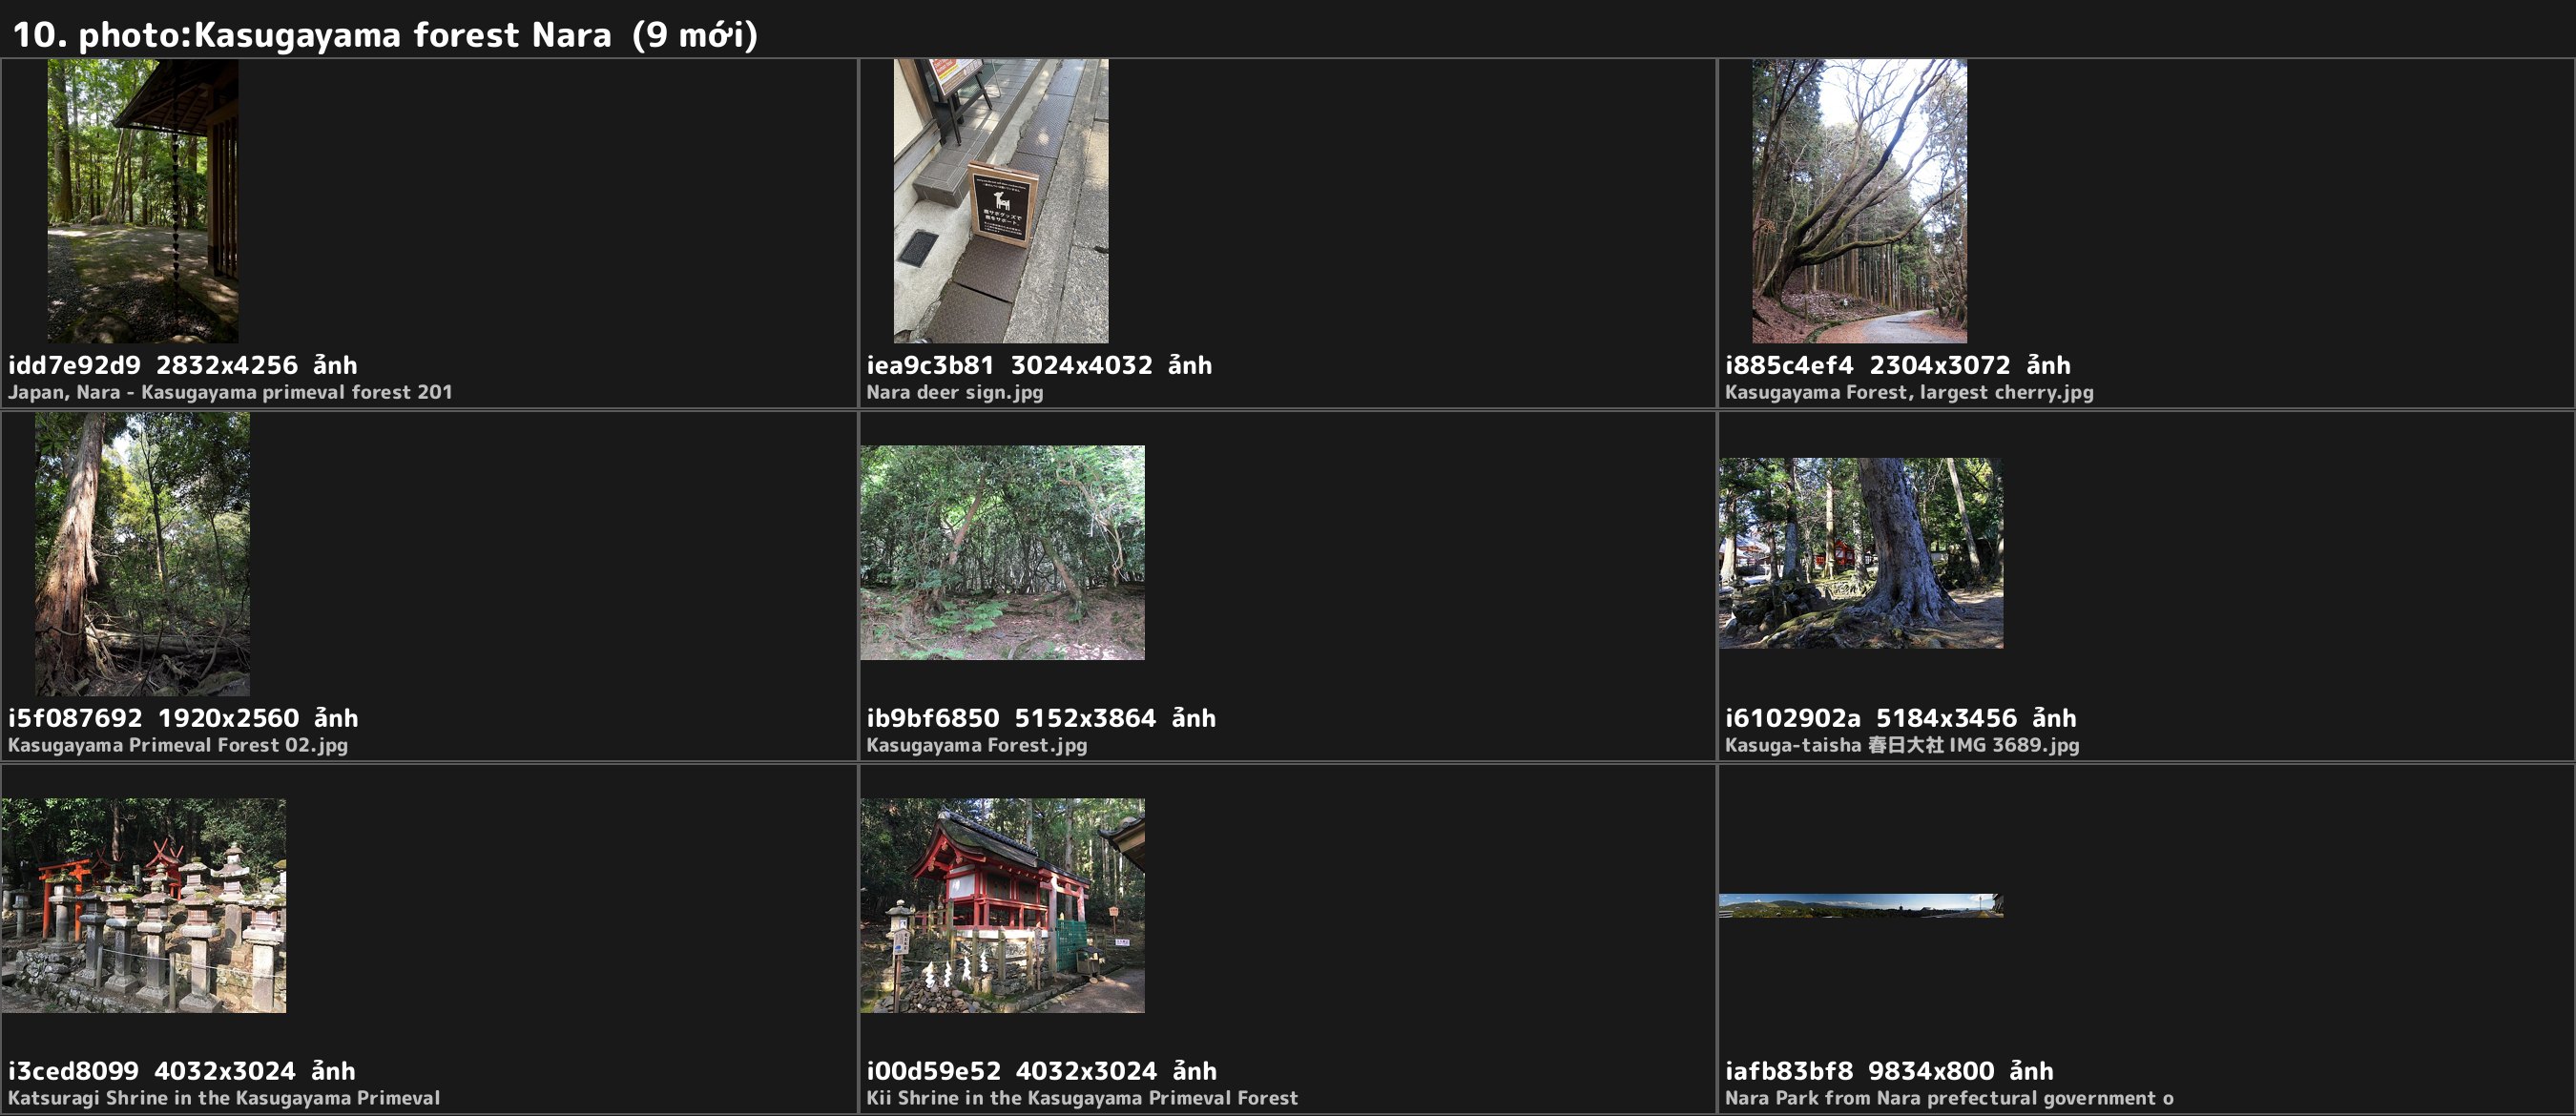 10. photo:Kasugayama forest Nara (9 mới)
idd7e92d9 2832x4256 ảnh
Japan, Nara - Kasugayama primeval forest 201
iea9c3b81 3024x4032 ảnh
Nara deer sign.jpg
i885c4ef4 2304x3072 ảnh
Kasugayama Forest, largest cherry.jpg
i5f087692 1920x2560 ảnh
Kasugayama Primeval Forest 02.jpg
ib9bf6850 5152x3864 ảnh
Kasugayama Forest.jpg
i6102902a 5184x3456 ảnh
Kasuga-taisha 春日大社 IMG 3689.jpg
i3ced8099 4032x3024 ảnh
Katsuragi Shrine in the Kasugayama Primeval
i00d59e52 4032x3024 ảnh
Kii Shrine in the Kasugayama Primeval Forest
iafb83bf8 9834x800 ảnh
Nara Park from Nara prefectural government o